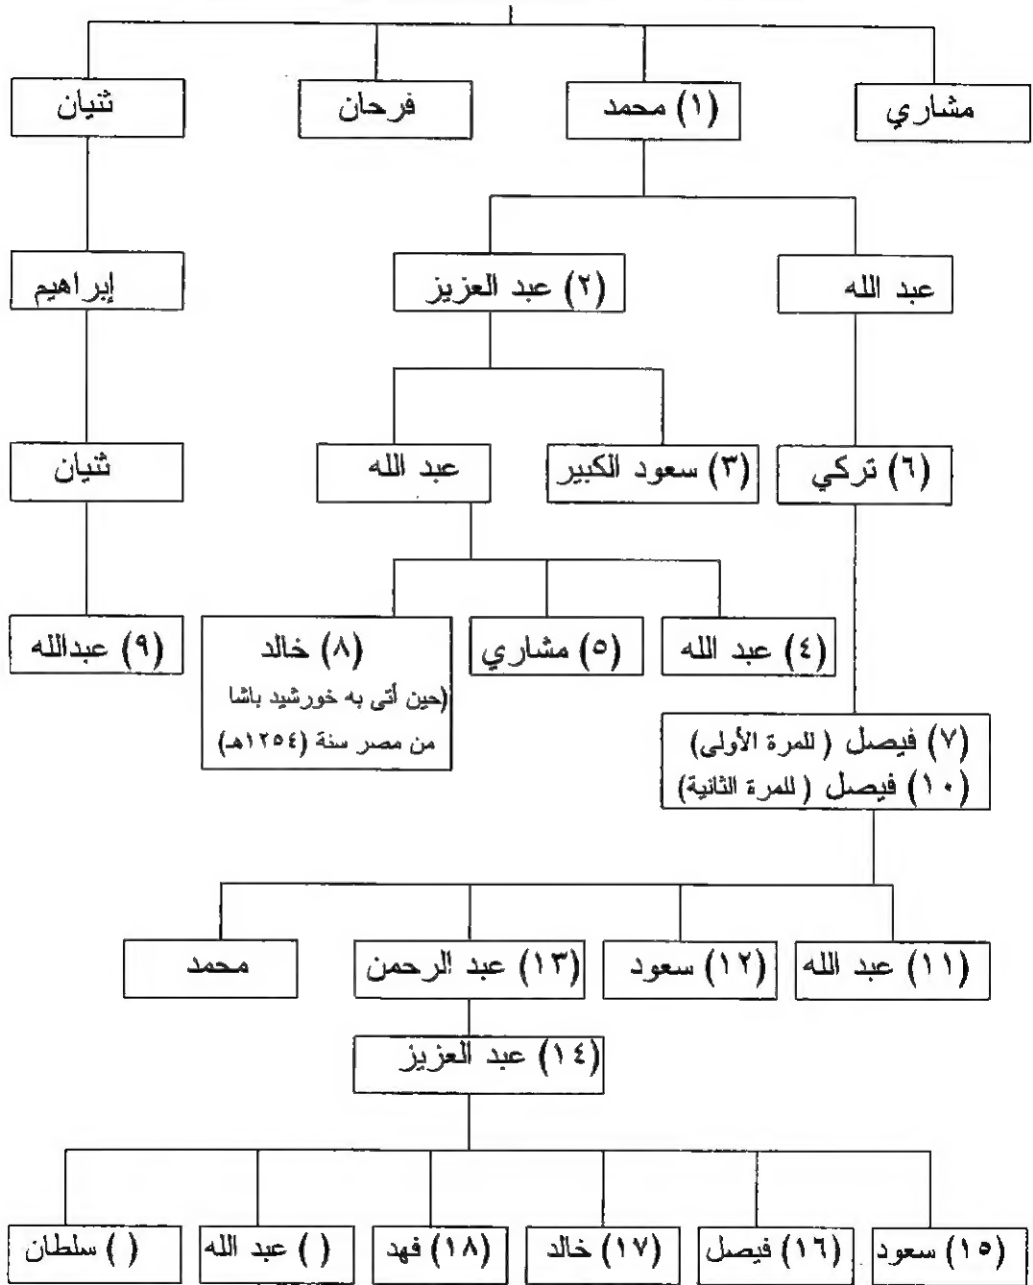 مشاري
(١) محمد
فرحان
ثنيان
عبد الله
(٢) عبد العزيز
إبراهيم
(٦) تركي
(٣) سعود الكبير
عبد الله
ثنيان
(٤) عبد الله
(٥) مشاري
(٨) خالد
(حين أتى به خورشيد باشا
من مصر سنة (١٢٥٤هـ)
(٩) عبدالله
(٧) فيصل ( للمرة الأولى)
(١٠) فيصل ( للمرة الثانية)
(١١) عبد الله
(١٢) سعود
(١٣) عبد الرحمن
محمد
(١٤) عبد العزيز
(١٥) سعود
(١٦) فيصل
(١٧) خالد
(١٨) فهد
( ) عبد الله
( ) سلطان